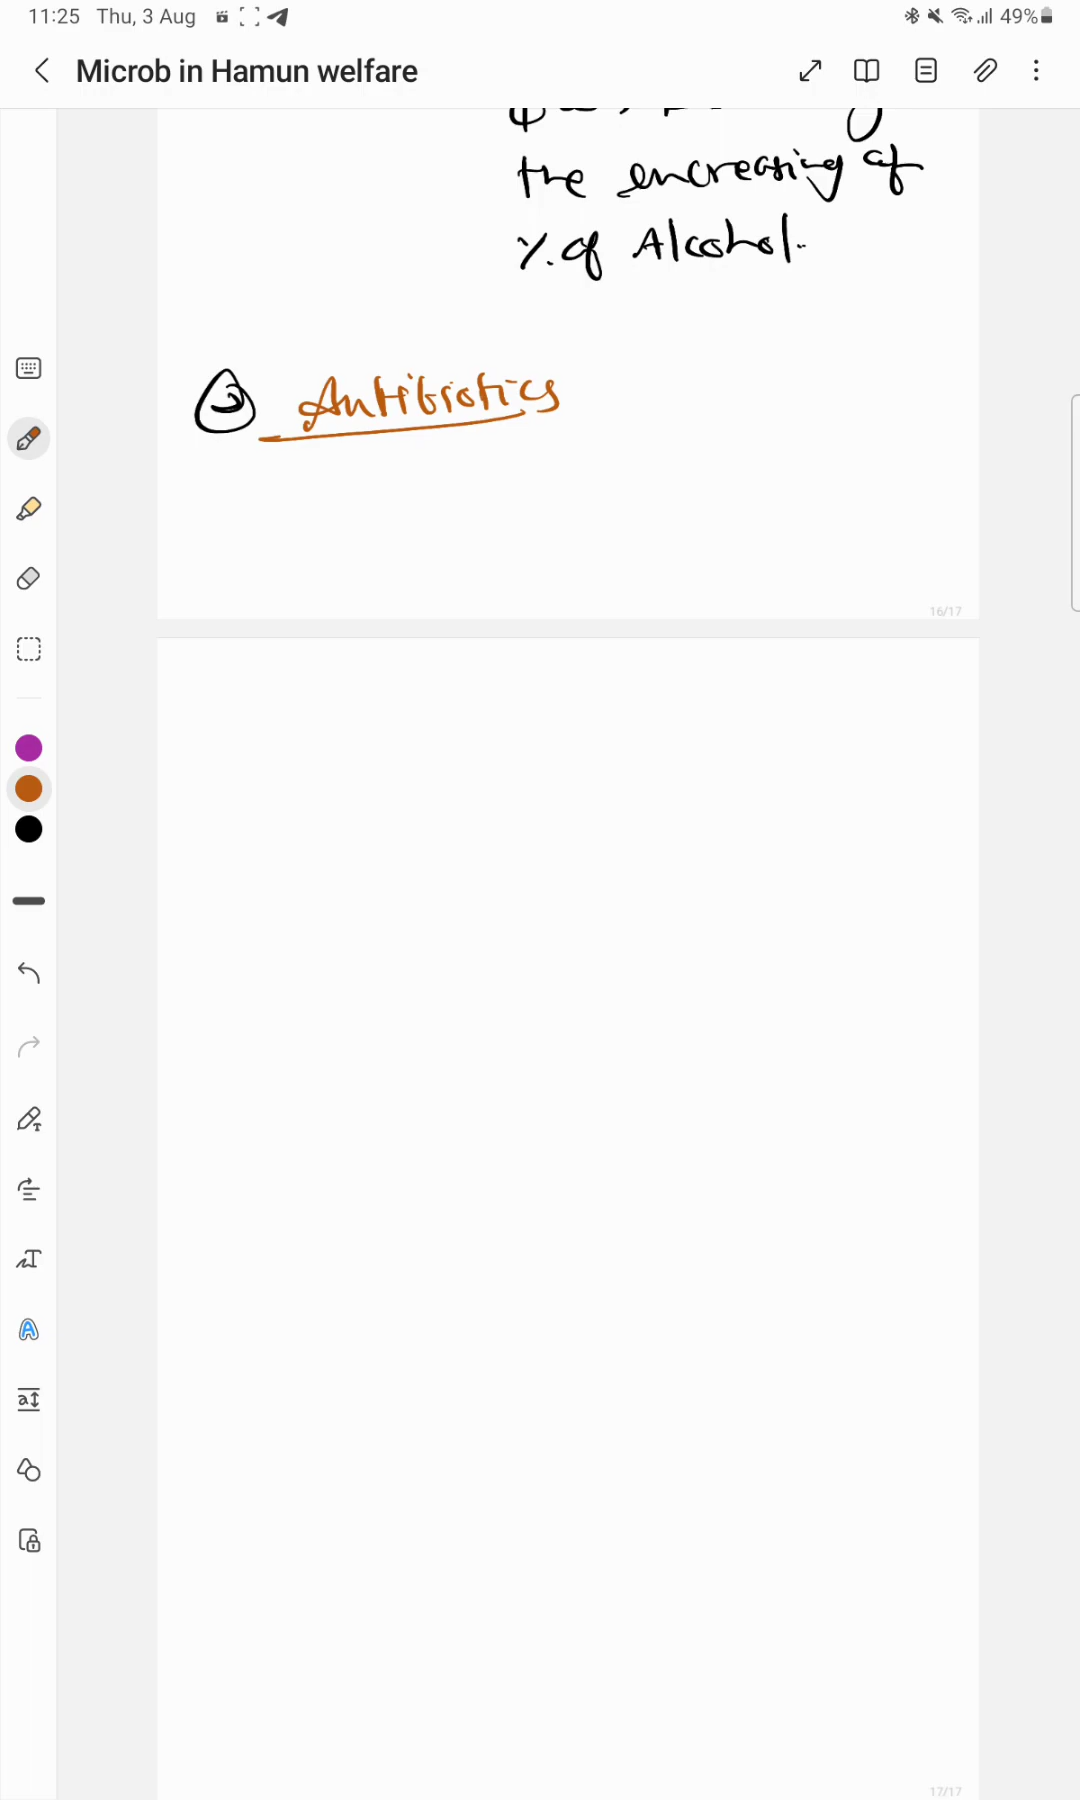 11:25 Thu, 3 Aug
49%
Microb in Hamun welfare
the encreasing of
%. of Alcohol.
② Antibiotics
16/17
17/17